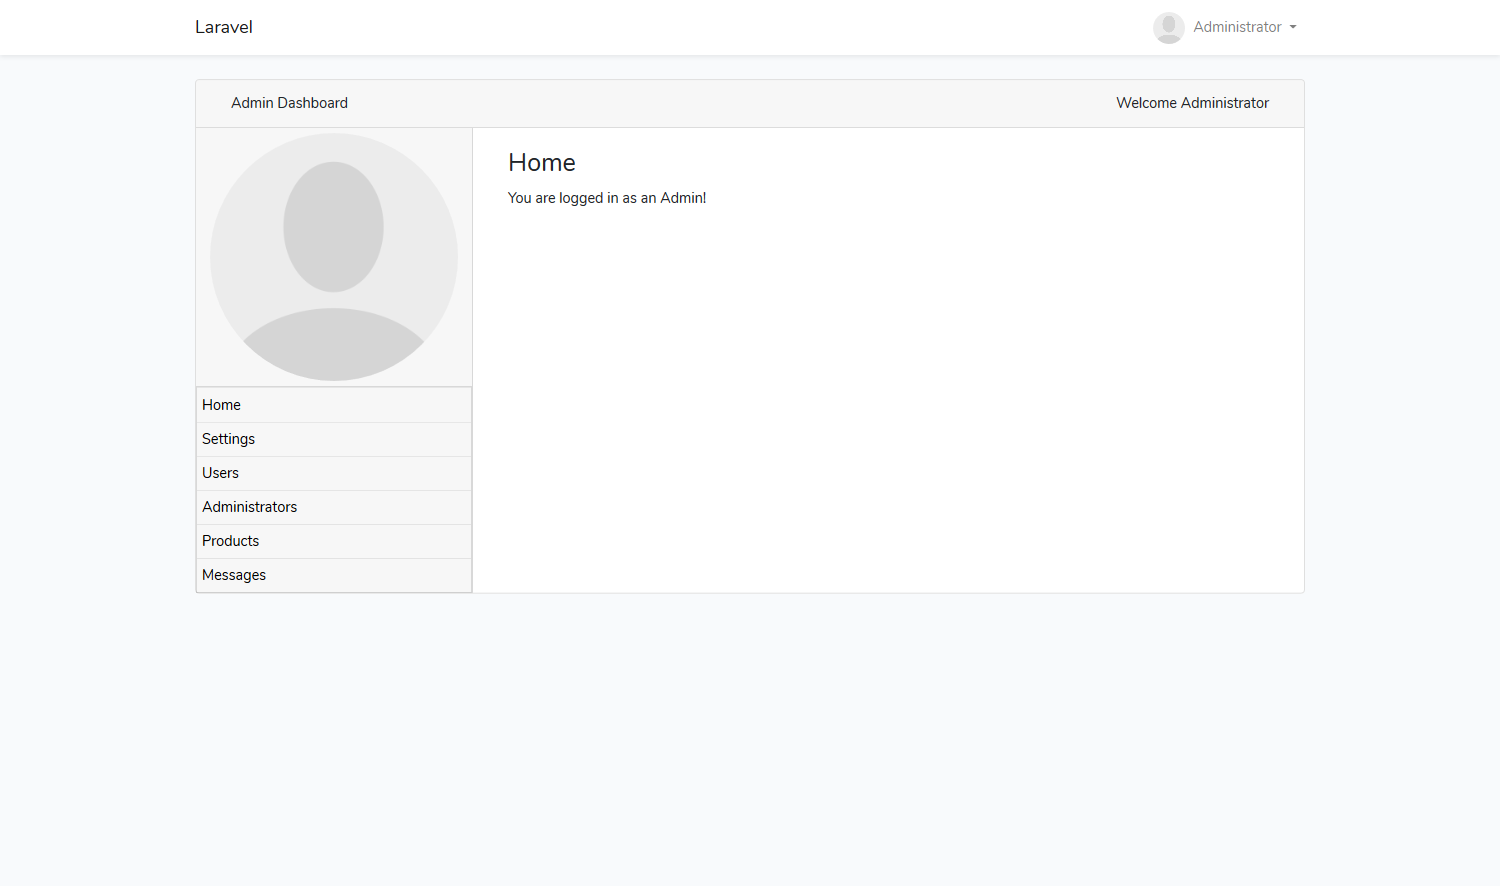 Laravel
Administrator
Admin Dashboard
Welcome Administrator
Home
You are logged in as an Admin!
Home
Settings
Users
Administrators
Products
Messages